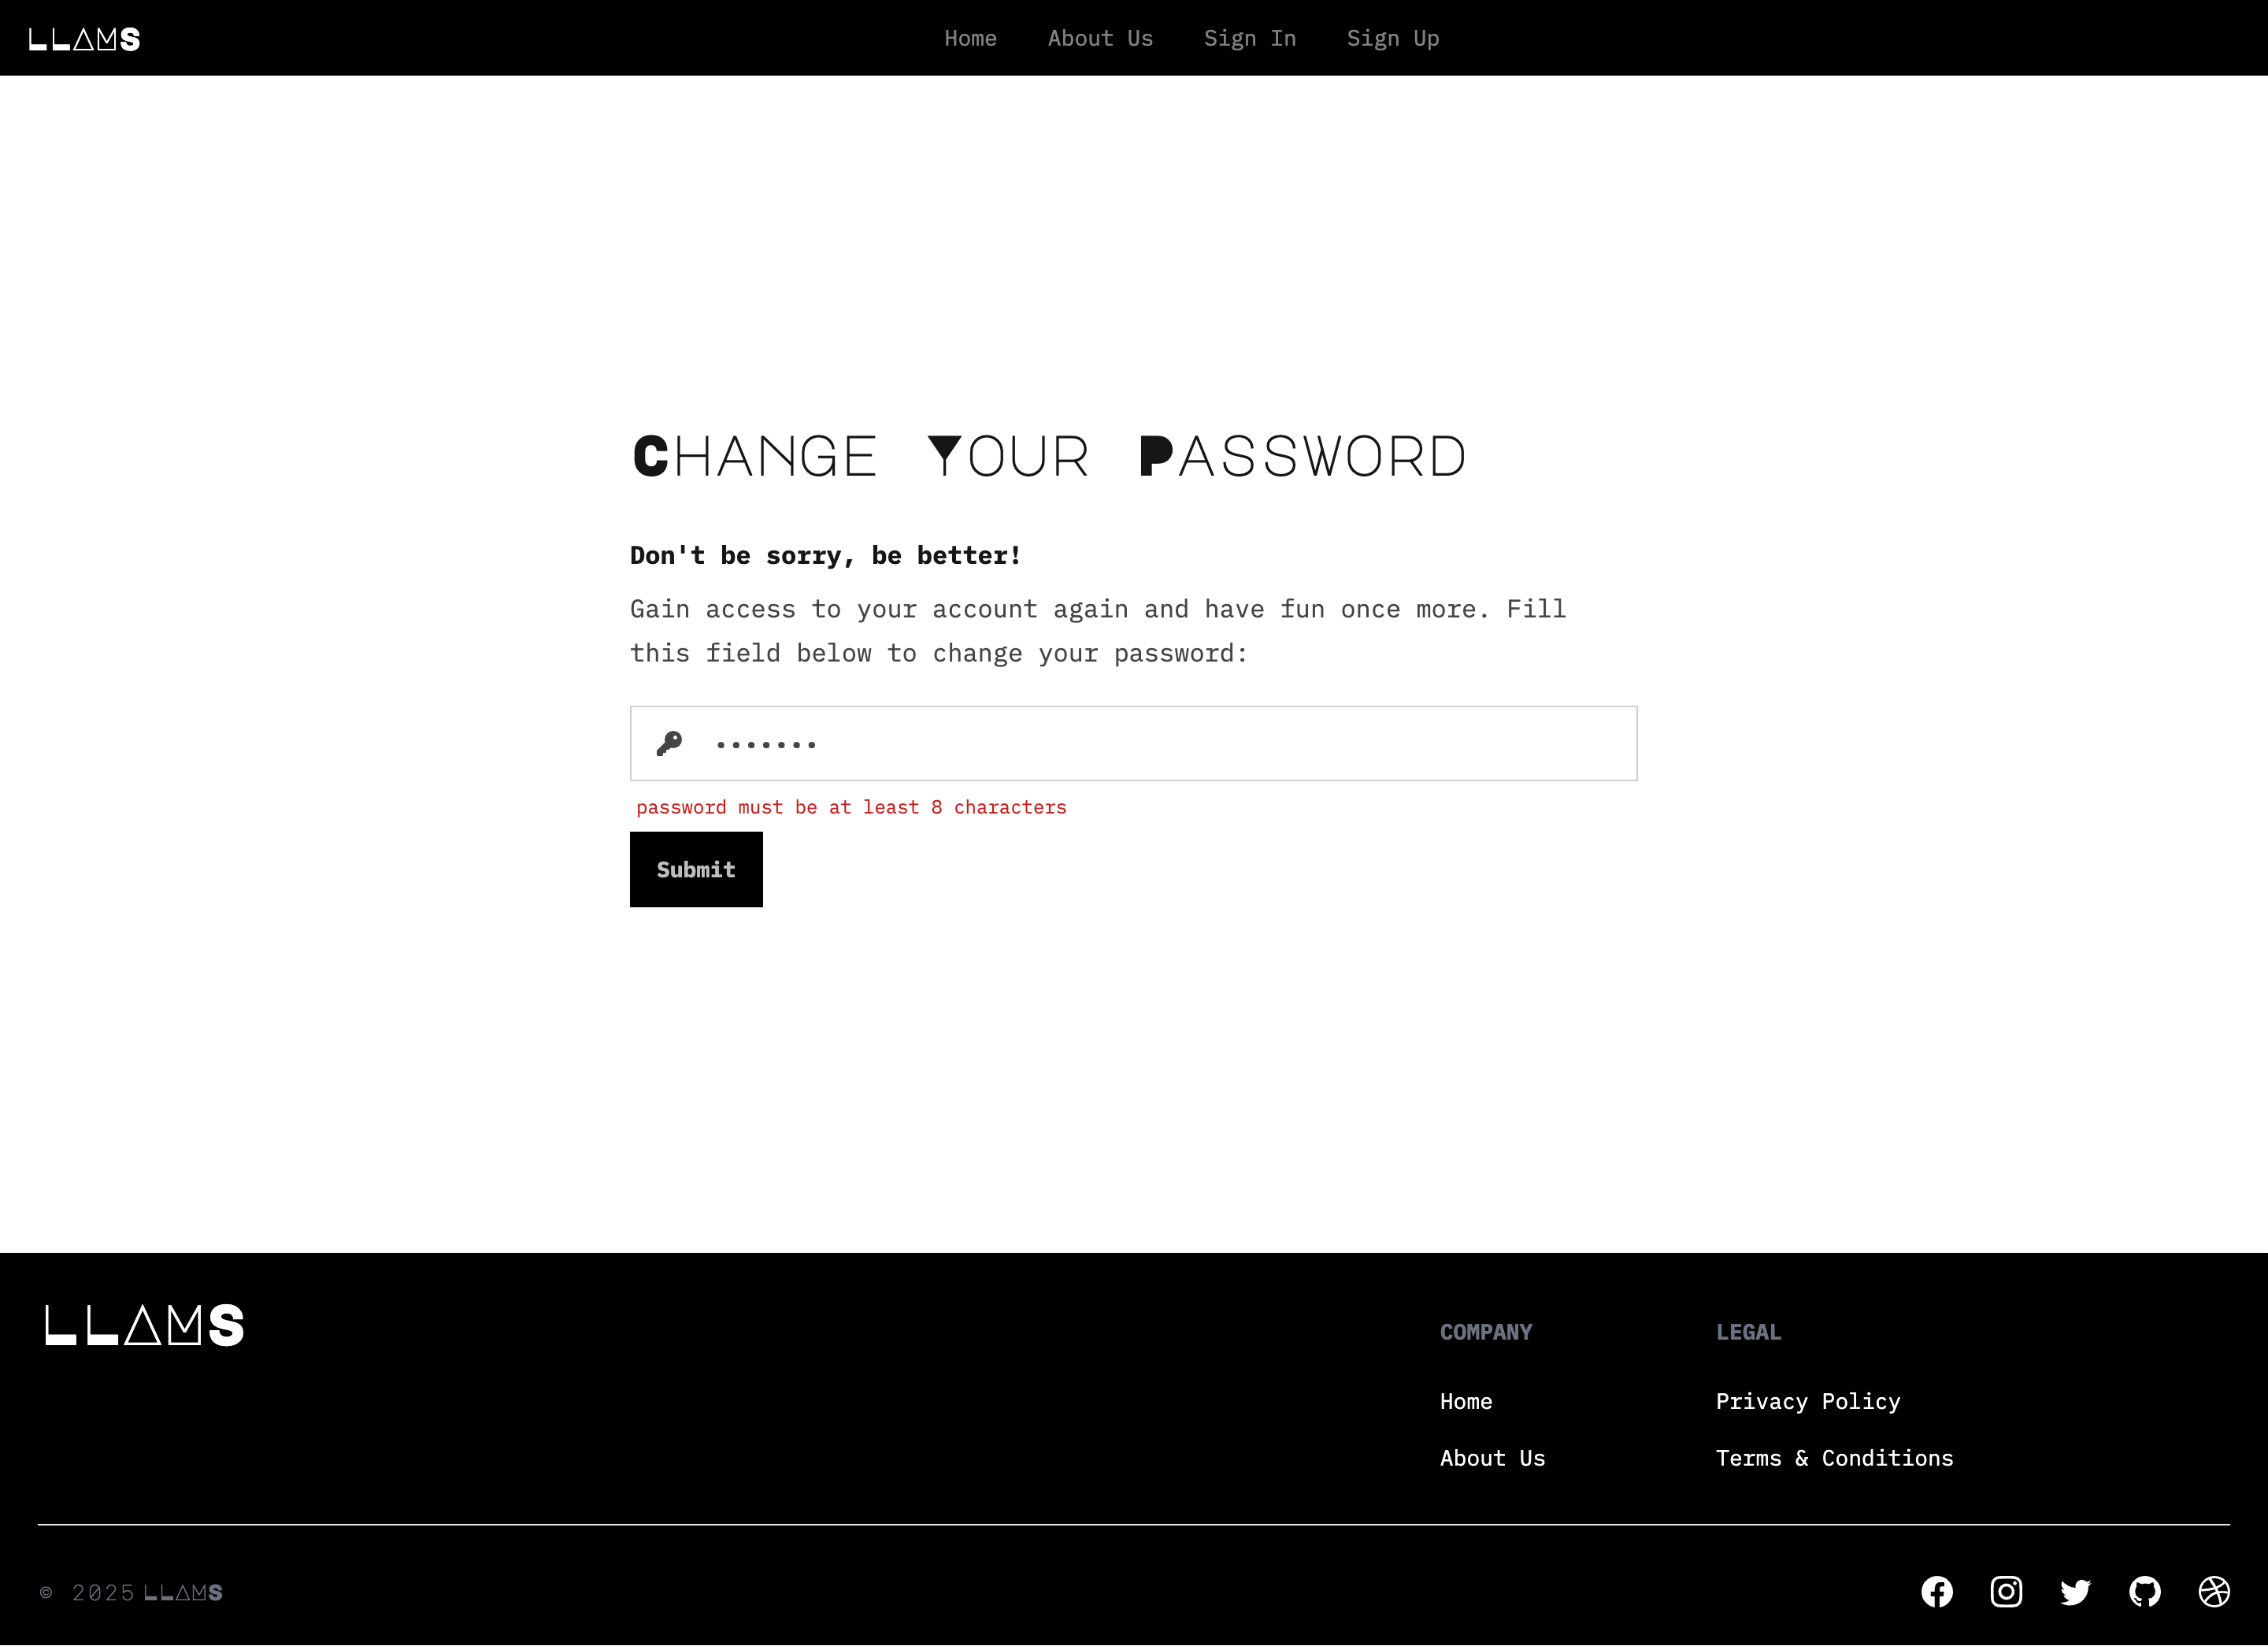 LLAMS
Home About Us Sign In Sign Up
Change Your Password
Don't be sorry, be better!
Gain access to your account again and have fun once more. Fill
this field below to change your password:
•••••••
password must be at least 8 characters
Submit
LLAMS
COMPANY
Home
About Us
LEGAL
Privacy Policy
Terms & Conditions
© 2025 LLAMS